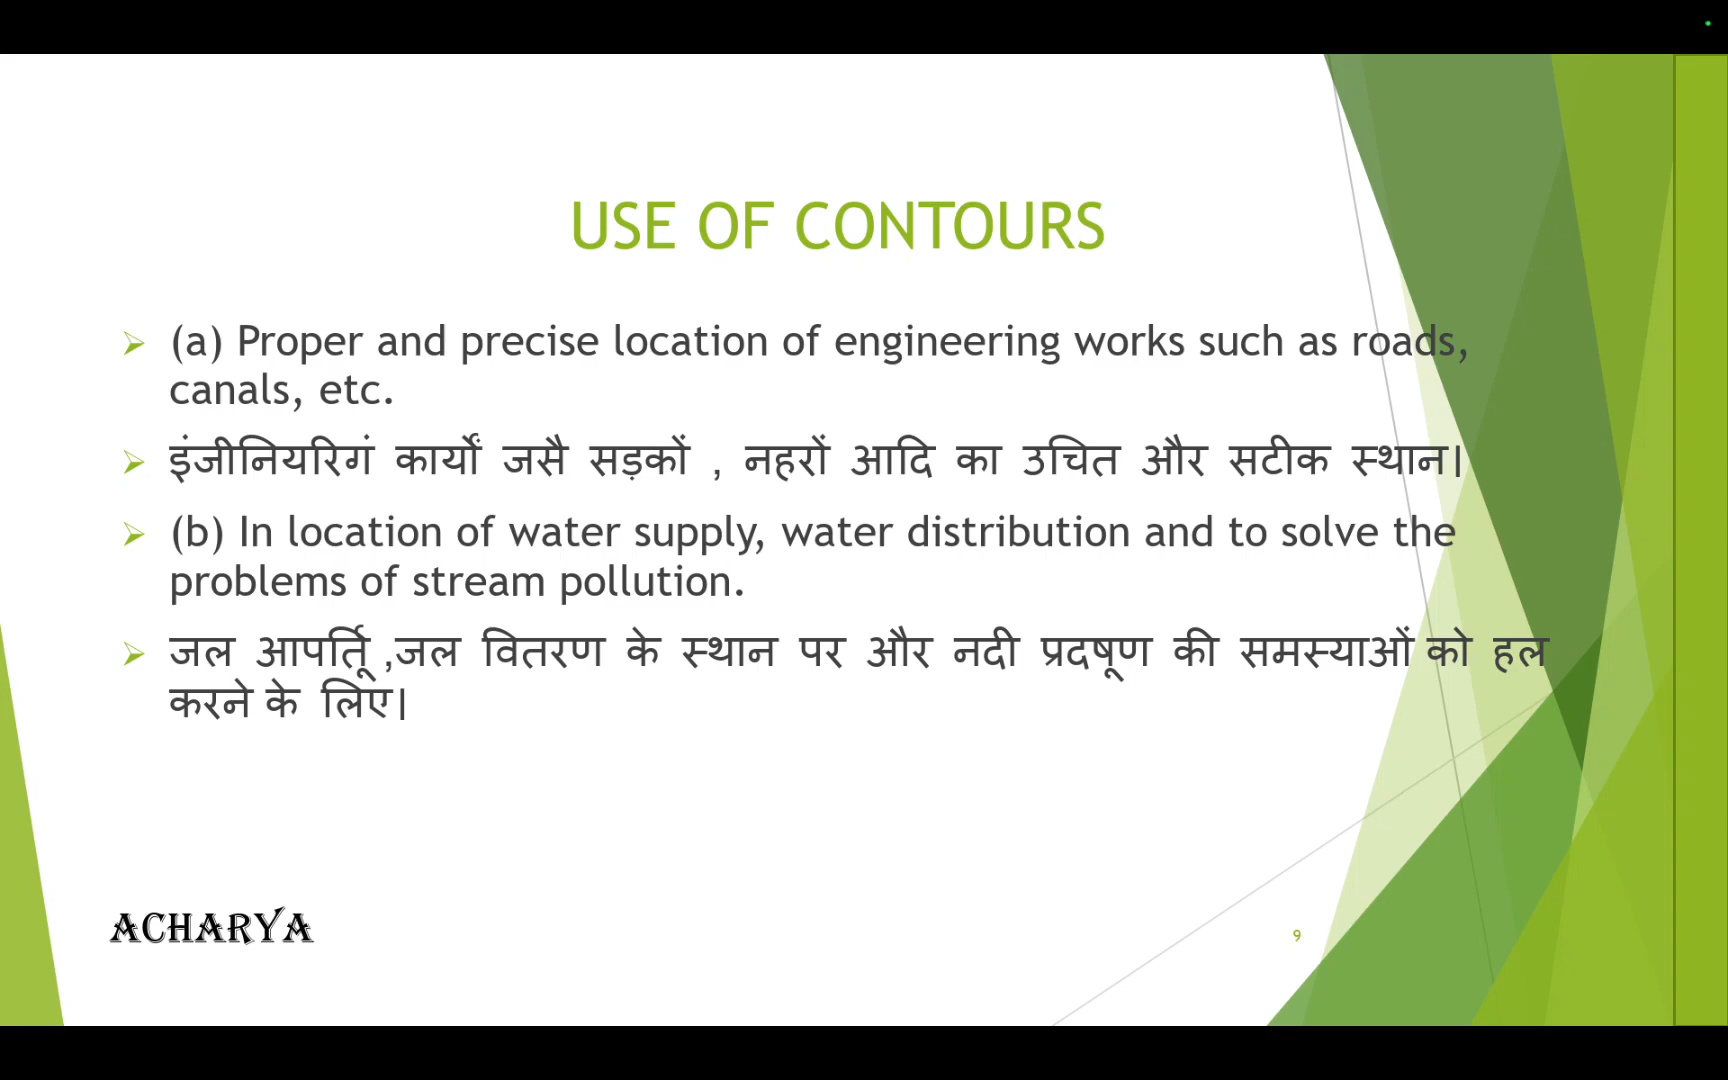 USE OF CONTOURS
(a) Proper and precise location of engineering works such as roads,
canals, etc.
इंजीनियरिगं कार्यों जसै सड़कों , नहरों आदि का उचित और सटीक स्थान।
(b) In location of water supply, water distribution and to solve the
problems of stream pollution.
जल आपर्तिू ,जल वितरण के स्थान पर और नदी प्रदषूण की समस्याओं को हल
करने के लिए।
ACHARYA
9